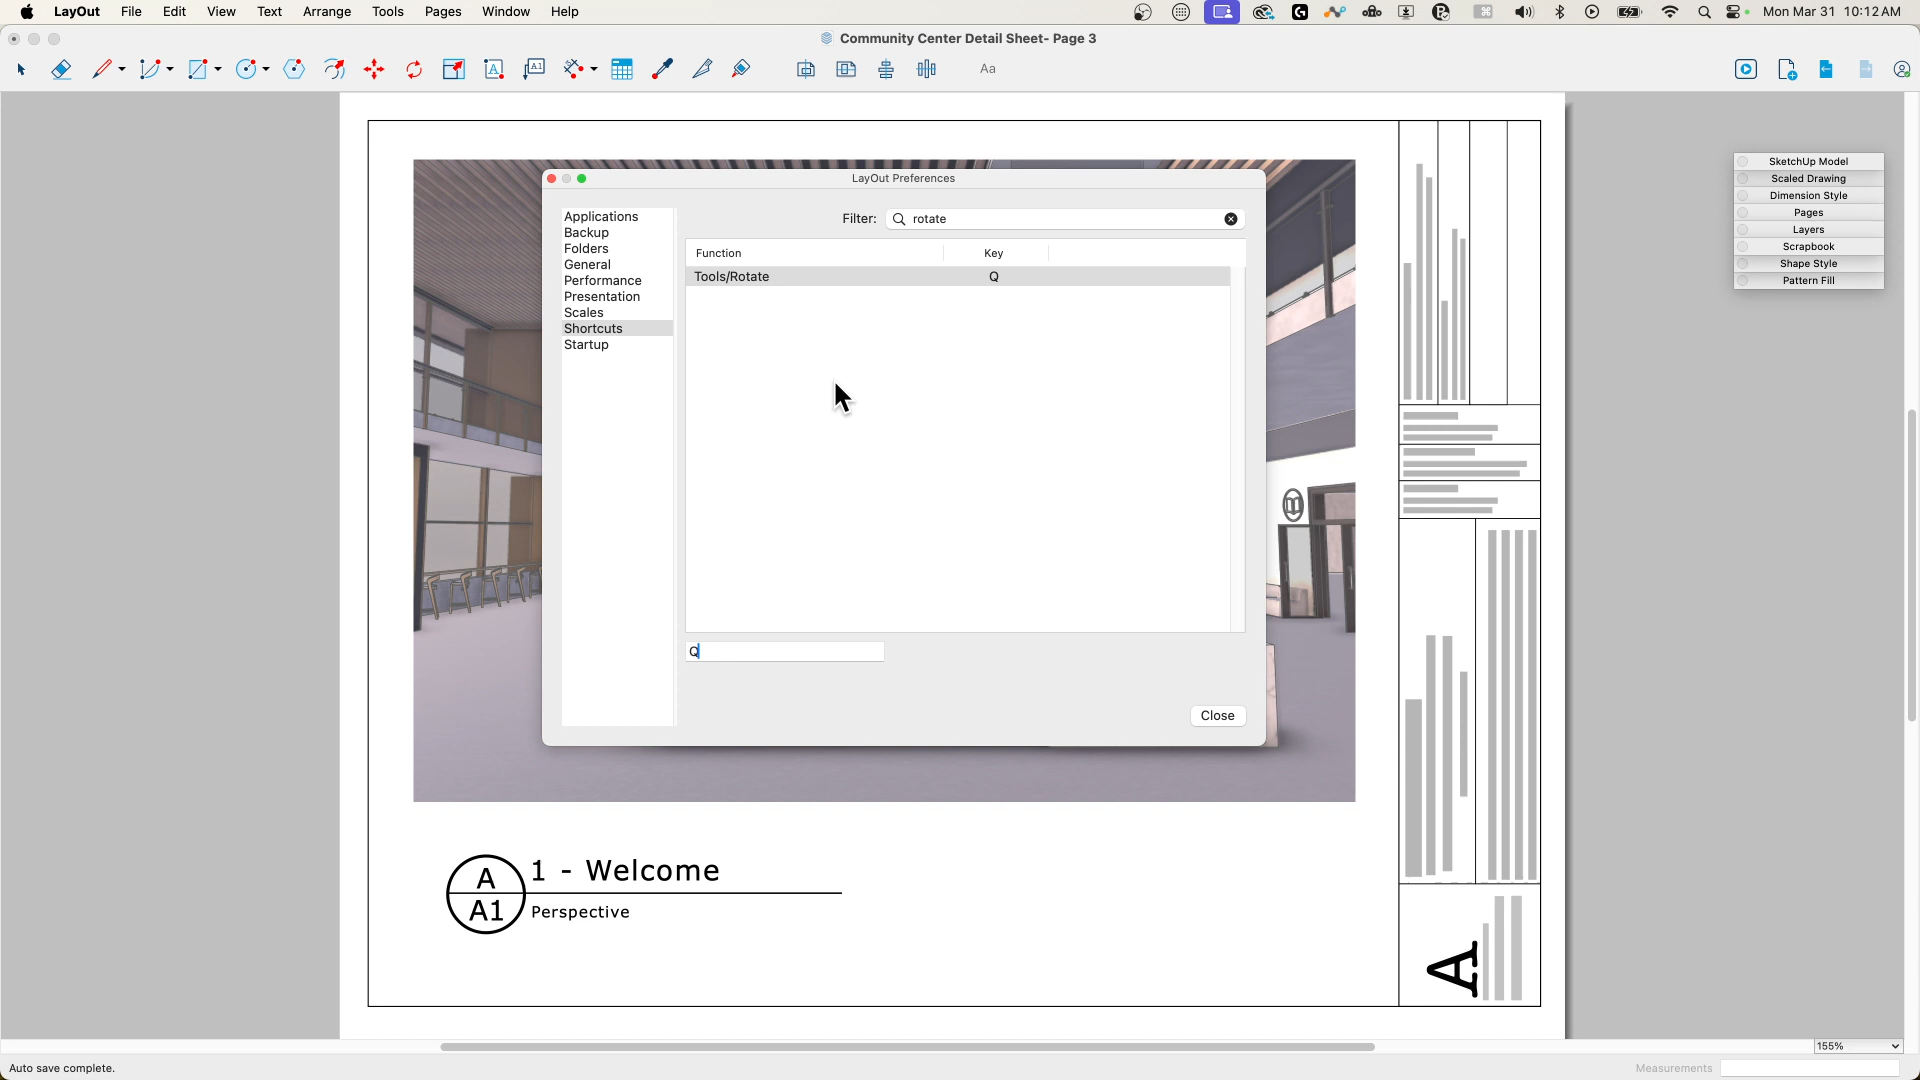 LayOut File Edit View Text Arrange Tools Pages Window Help
Mon Mar 31 10:12 AM
Community Center Detail Sheet- Page 3
A
A1
Aa
LayOut Preferences
Applications
Backup
Folders
General
Performance
Presentation
Scales
Shortcuts
Startup
Filter: rotate
Function Key
Tools/Rotate Q
Q
Close
SketchUp Model
Scaled Drawing
Dimension Style
Pages
Layers
Scrapbook
Shape Style
Pattern Fill
A
A1
1 - Welcome
Perspective
A
155%
Auto save complete.
Measurements